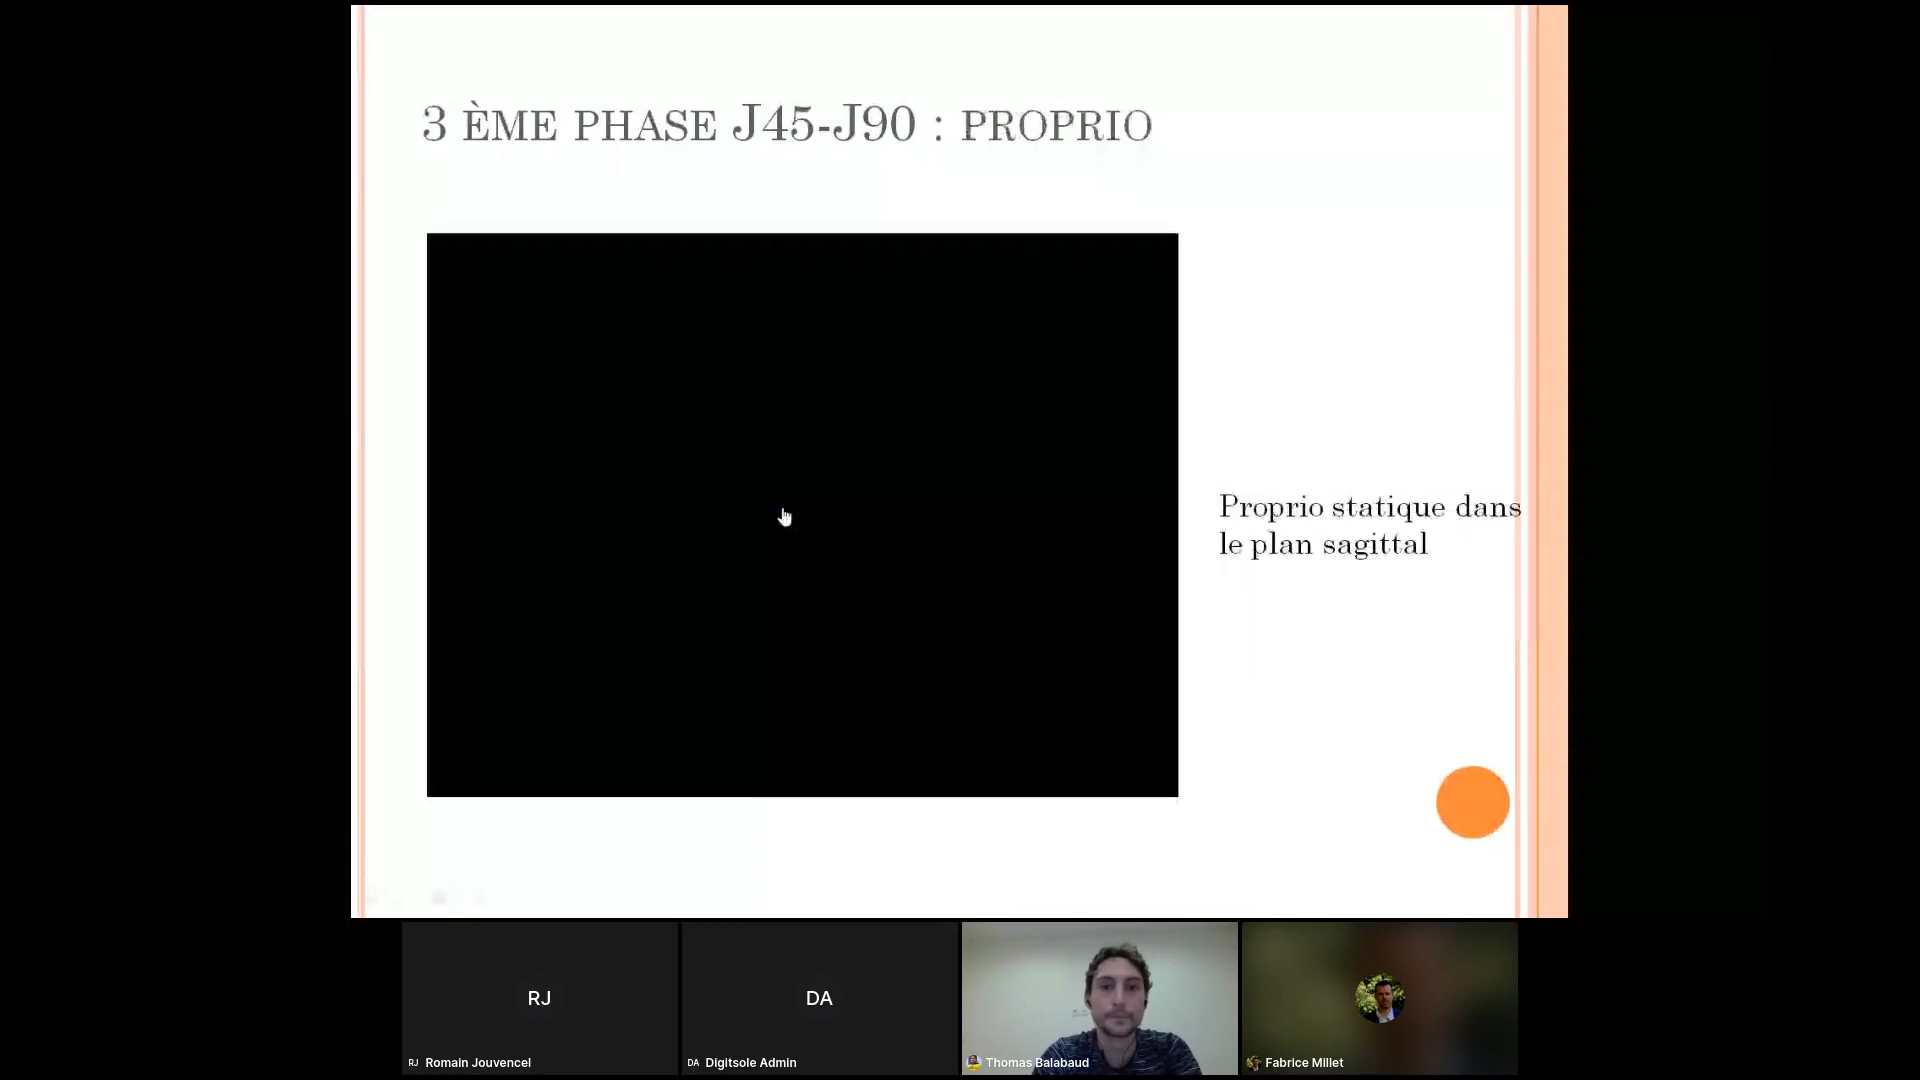 3 ÈME PHASE J45-J90 : PROPRIO
Proprio statique dans
le plan sagittal
RJ
DA
RJ Romain Jouvencel
DA Digitsole Admin
Thomas Balabaud
Fabrice Millet